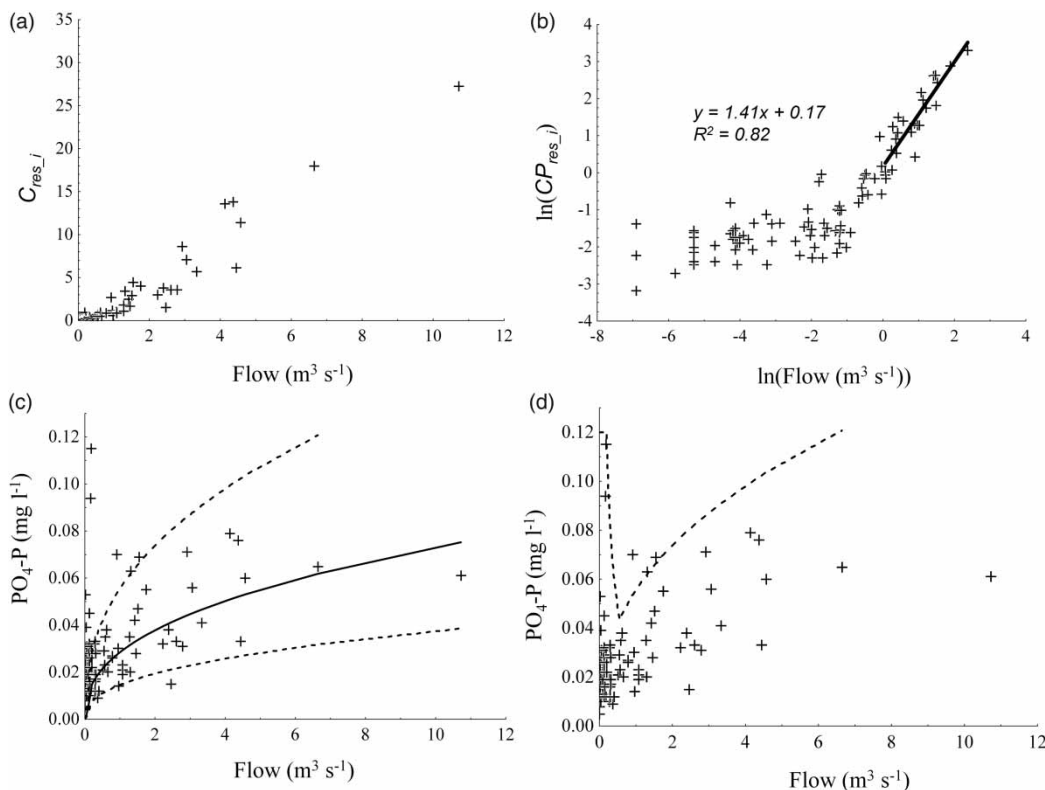 (a)
35
30
25
20
15
10
5
0
C_res_i
0 2 4 6 8 10 12
Flow (m³ s⁻¹)
(b)
4
3
2
1
0
-1
-2
-3
-4
ln(CP_res_i)
y = 1.41x + 0.17
R² = 0.82
-8 -6 -4 -2 0 2 4
ln(Flow (m³ s⁻¹))
(c)
0.12
0.10
0.08
0.06
0.04
0.02
0.00
PO₄-P (mg l⁻¹)
0 2 4 6 8 10 12
Flow (m³ s⁻¹)
(d)
0.12
0.10
0.08
0.06
0.04
0.02
0.00
PO₄-P (mg l⁻¹)
0 2 4 6 8 10 12
Flow (m³ s⁻¹)